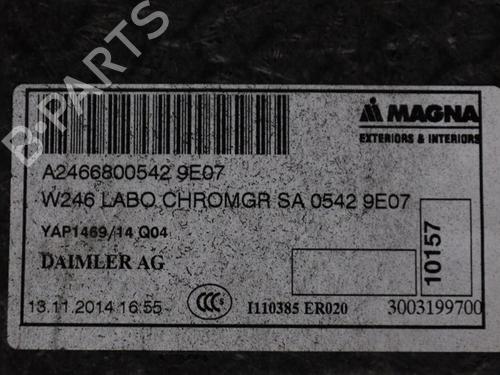 B-PARTS
MAGNA
EXTERIORS & INTERIORS
A2466800542 9E07
W246 LABO CHROMGR SA 0542 9E07
YAP1469/14 Q04
DAIMLER AG
10157
13.11.2014 16:55
CCC
I110385 ER020
3003199700